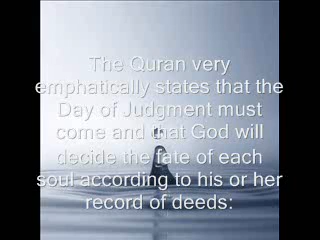 The Quran very
emphatically states that the
Day of Judgment must
come and that God will
decide the fate of each
soul according to his or her
record of deeds: